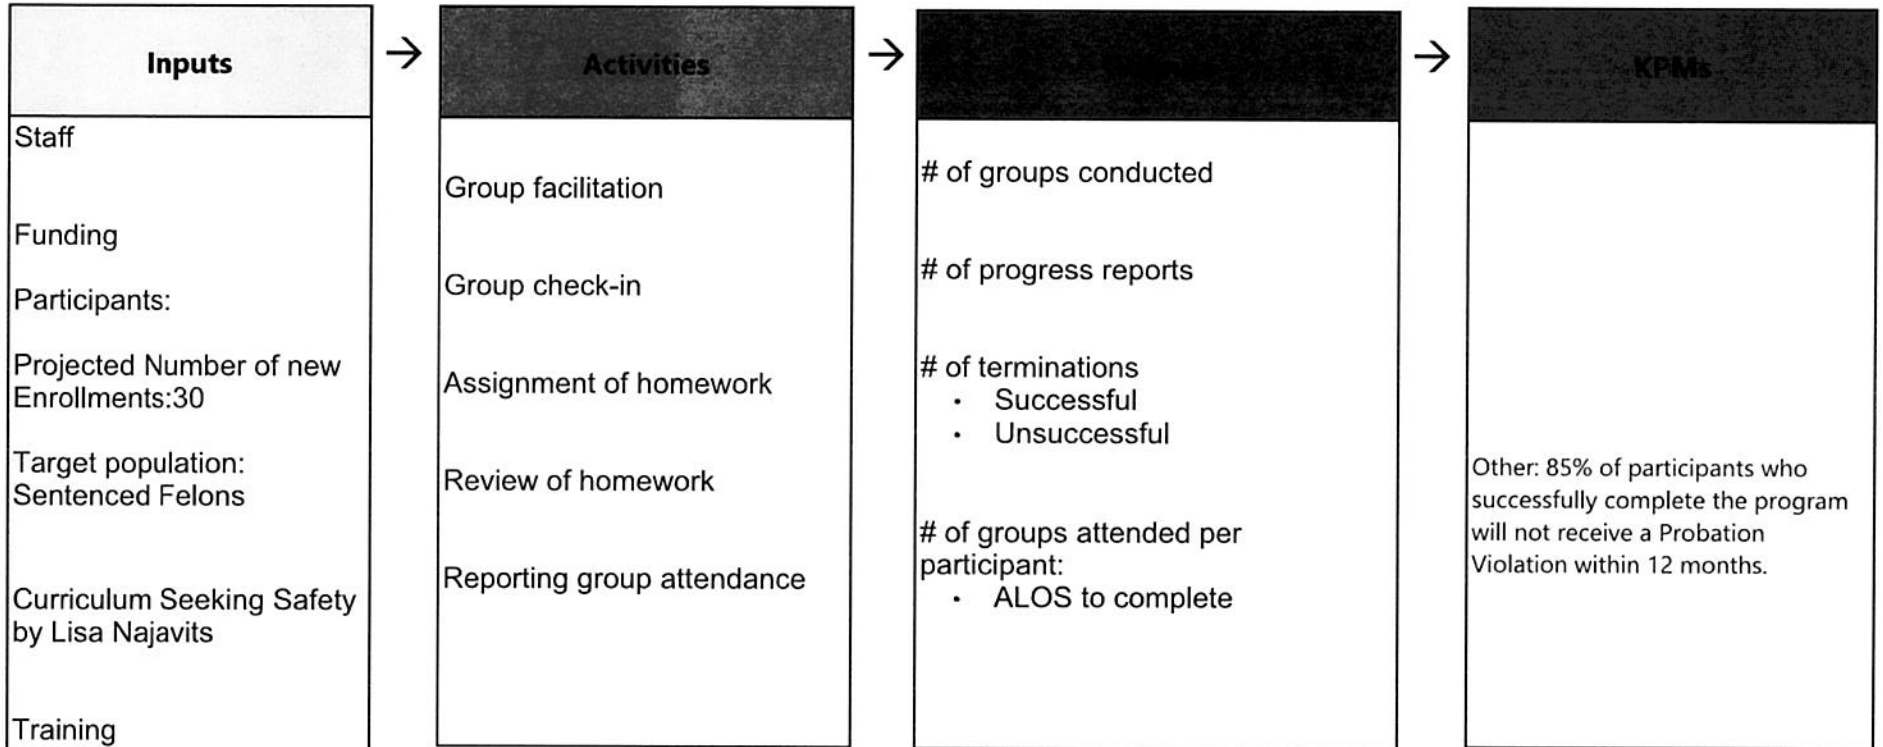 Inputs
→
Activities
→
→
KPMs
Staff
Funding
Participants:
Projected Number of new
Enrollments:30
Target population:
Sentenced Felons
Curriculum Seeking Safety
by Lisa Najavits
Training
Group facilitation
Group check-in
Assignment of homework
Review of homework
Reporting group attendance
# of groups conducted
# of progress reports
# of terminations
• Successful
• Unsuccessful
# of groups attended per
participant:
• ALOS to complete
Other: 85% of participants who
successfully complete the program
will not receive a Probation
Violation within 12 months.